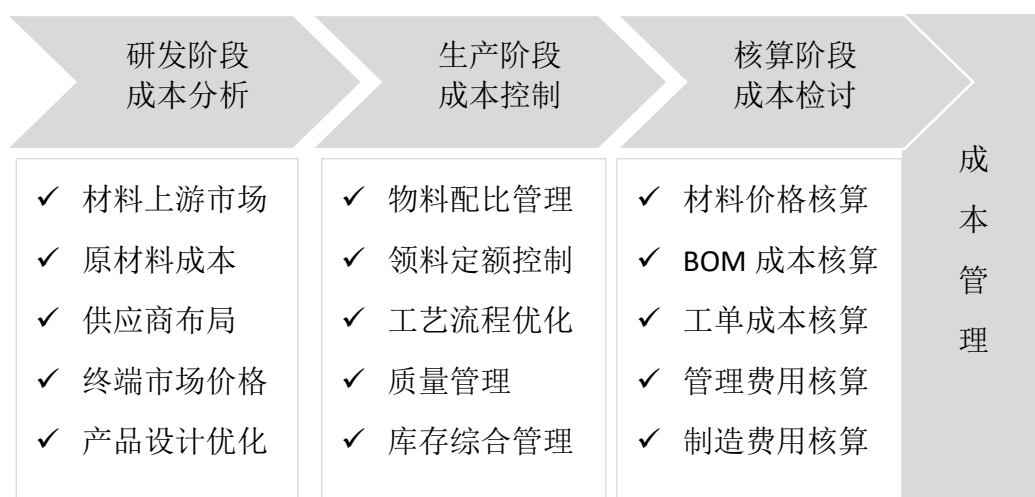 研发阶段
成本分析
生产阶段
成本控制
核算阶段
成本检讨
✓ 材料上游市场
✓ 原材料成本
✓ 供应商布局
✓ 终端市场价格
✓ 产品设计优化
✓ 物料配比管理
✓ 领料定额控制
✓ 工艺流程优化
✓ 质量管理
✓ 库存综合管理
✓ 材料价格核算
✓ BOM 成本核算
✓ 工单成本核算
✓ 管理费用核算
✓ 制造费用核算
成
本
管
理